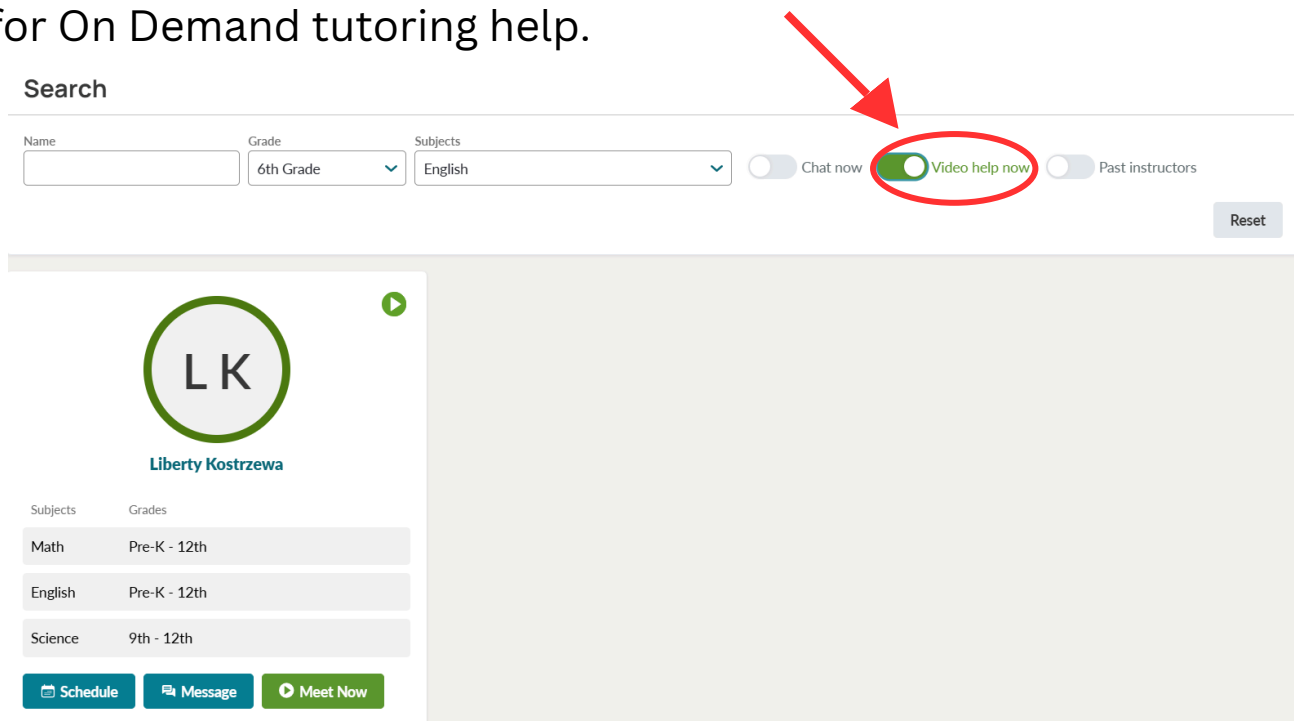 for On Demand tutoring help.
Search
Name Grade Subjects
6th Grade English Chat now Video help now Past instructors
Reset
L K
Liberty Kostrzewa
Subjects Grades
Math Pre-K - 12th
English Pre-K - 12th
Science 9th - 12th
Schedule Message Meet Now